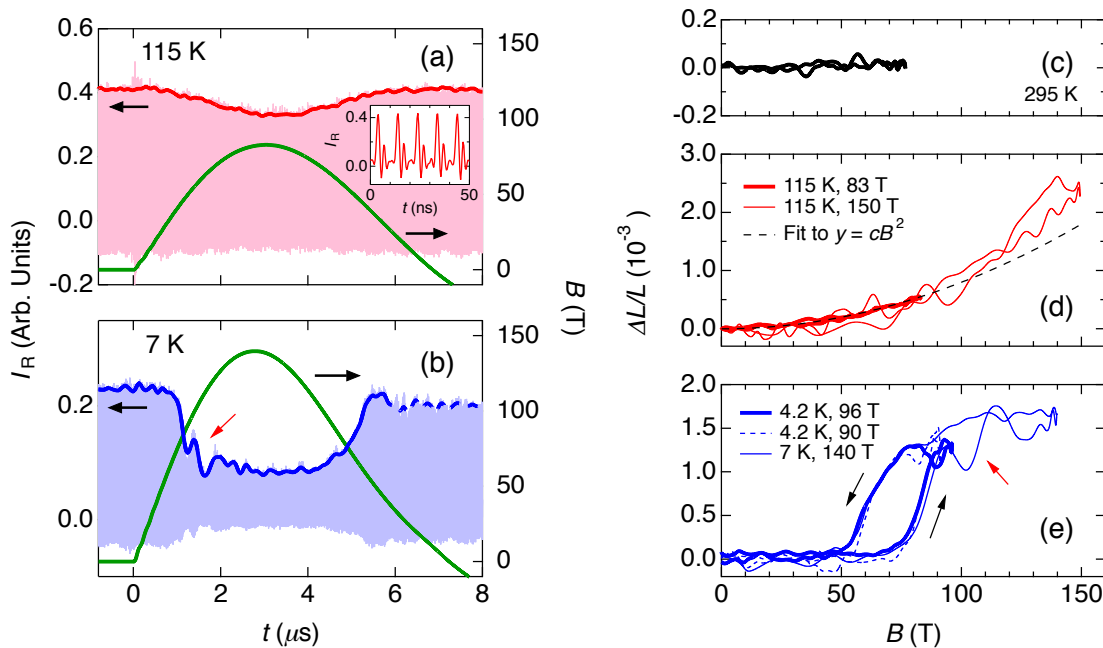 115 K
(a)
0.6
0.4
0.2
0.0
-0.2
150
100
50
0
I_R
0.4
0.0
0
50
t (ns)
I_R (Arb. Units)
B (T)
7 K
(b)
0.2
0.0
150
100
50
0
0
2
4
6
8
t (μs)
0.2
0.0
-0.2
(c)
295 K
3.0
2.0
1.0
0.0
115 K, 83 T
115 K, 150 T
Fit to y = cB²
(d)
ΔL/L (10⁻³)
2.0
1.5
1.0
0.5
0.0
4.2 K, 96 T
4.2 K, 90 T
7 K, 140 T
(e)
0
50
100
150
B (T)